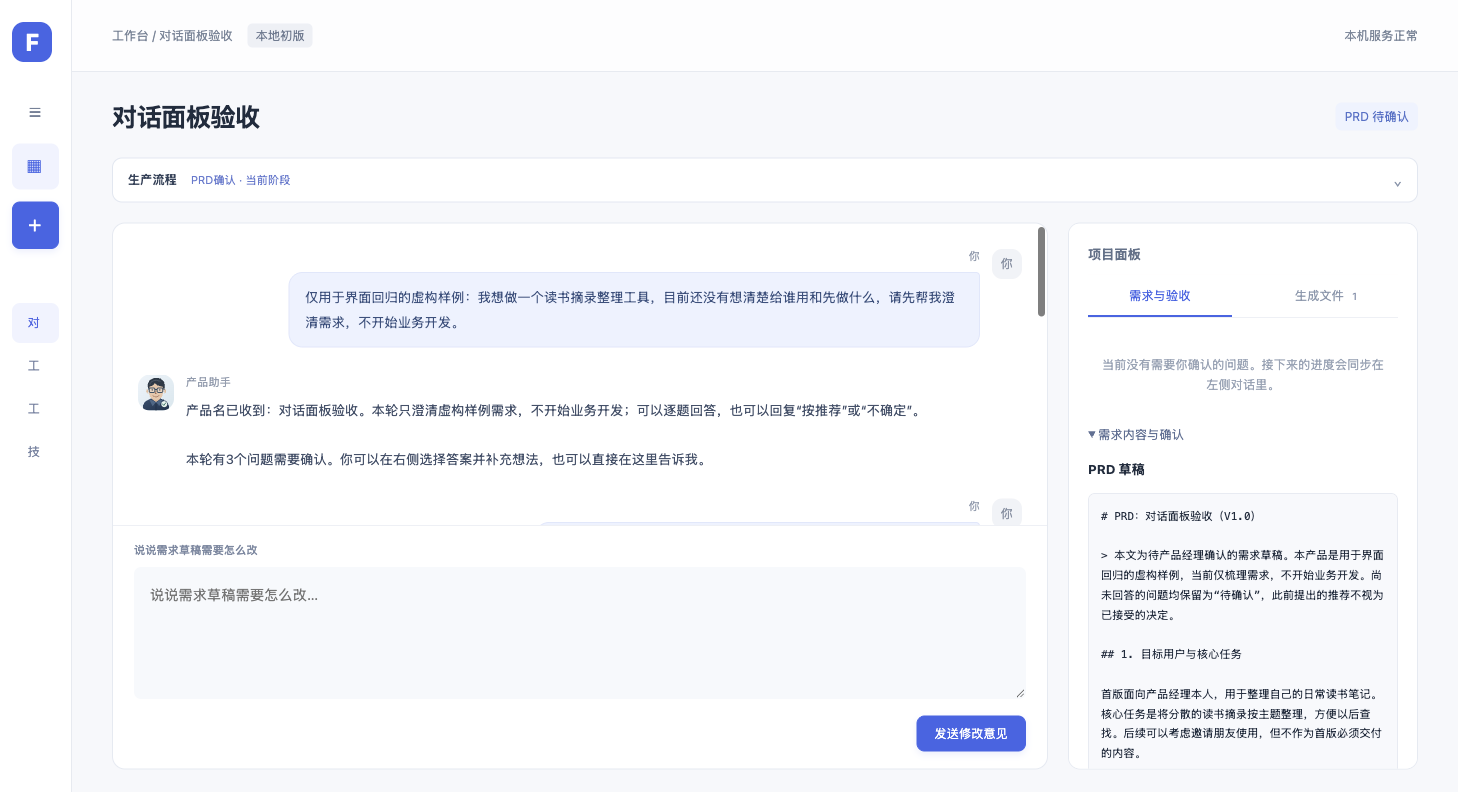 F
工作台 / 对话面板验收
本地初版
本机服务正常
对话面板验收
PRD 待确认
生产流程
PRD确认 · 当前阶段
对
工
工
技
你
你
仅用于界面回归的虚构样例：我想做一个读书摘录整理工具，目前还没有想清楚给谁用和先做什么，请先帮我澄
清需求，不开始业务开发。
产品助手
产品名已收到：对话面板验收。本轮只澄清虚构样例需求，不开始业务开发；可以逐题回答，也可以回复“按推荐”或“不确定”。
本轮有3个问题需要确认。你可以在右侧选择答案并补充想法，也可以直接在这里告诉我。
你
你
说说需求草稿需要怎么改
说说需求草稿需要怎么改...
发送修改意见
项目面板
需求与验收
生成文件 1
当前没有需要你确认的问题。接下来的进度会同步在
左侧对话里。
▼需求内容与确认
PRD 草稿
# PRD：对话面板验收（V1.0）
> 本文为待产品经理确认的需求草稿。本产品是用于界面
回归的虚构样例，当前仅梳理需求，不开始业务开发。尚
未回答的问题均保留为“待确认”，此前提出的推荐不视为
已接受的决定。
## 1. 目标用户与核心任务
首版面向产品经理本人，用于整理自己的日常读书笔记。
核心任务是将分散的读书摘录按主题整理，方便以后查
找。后续可以考虑邀请朋友使用，但不作为首版必须交付
的内容。